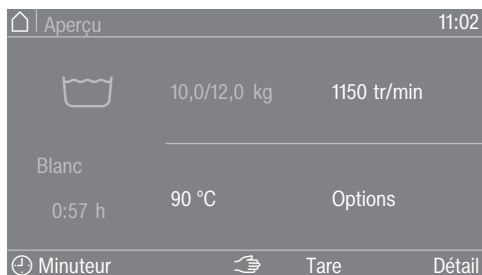 Aperçu 11:02
10,0/12,0 kg 1150 tr/min
Blanc
0:57 h
90 °C Options
Minuteur Tare Détail